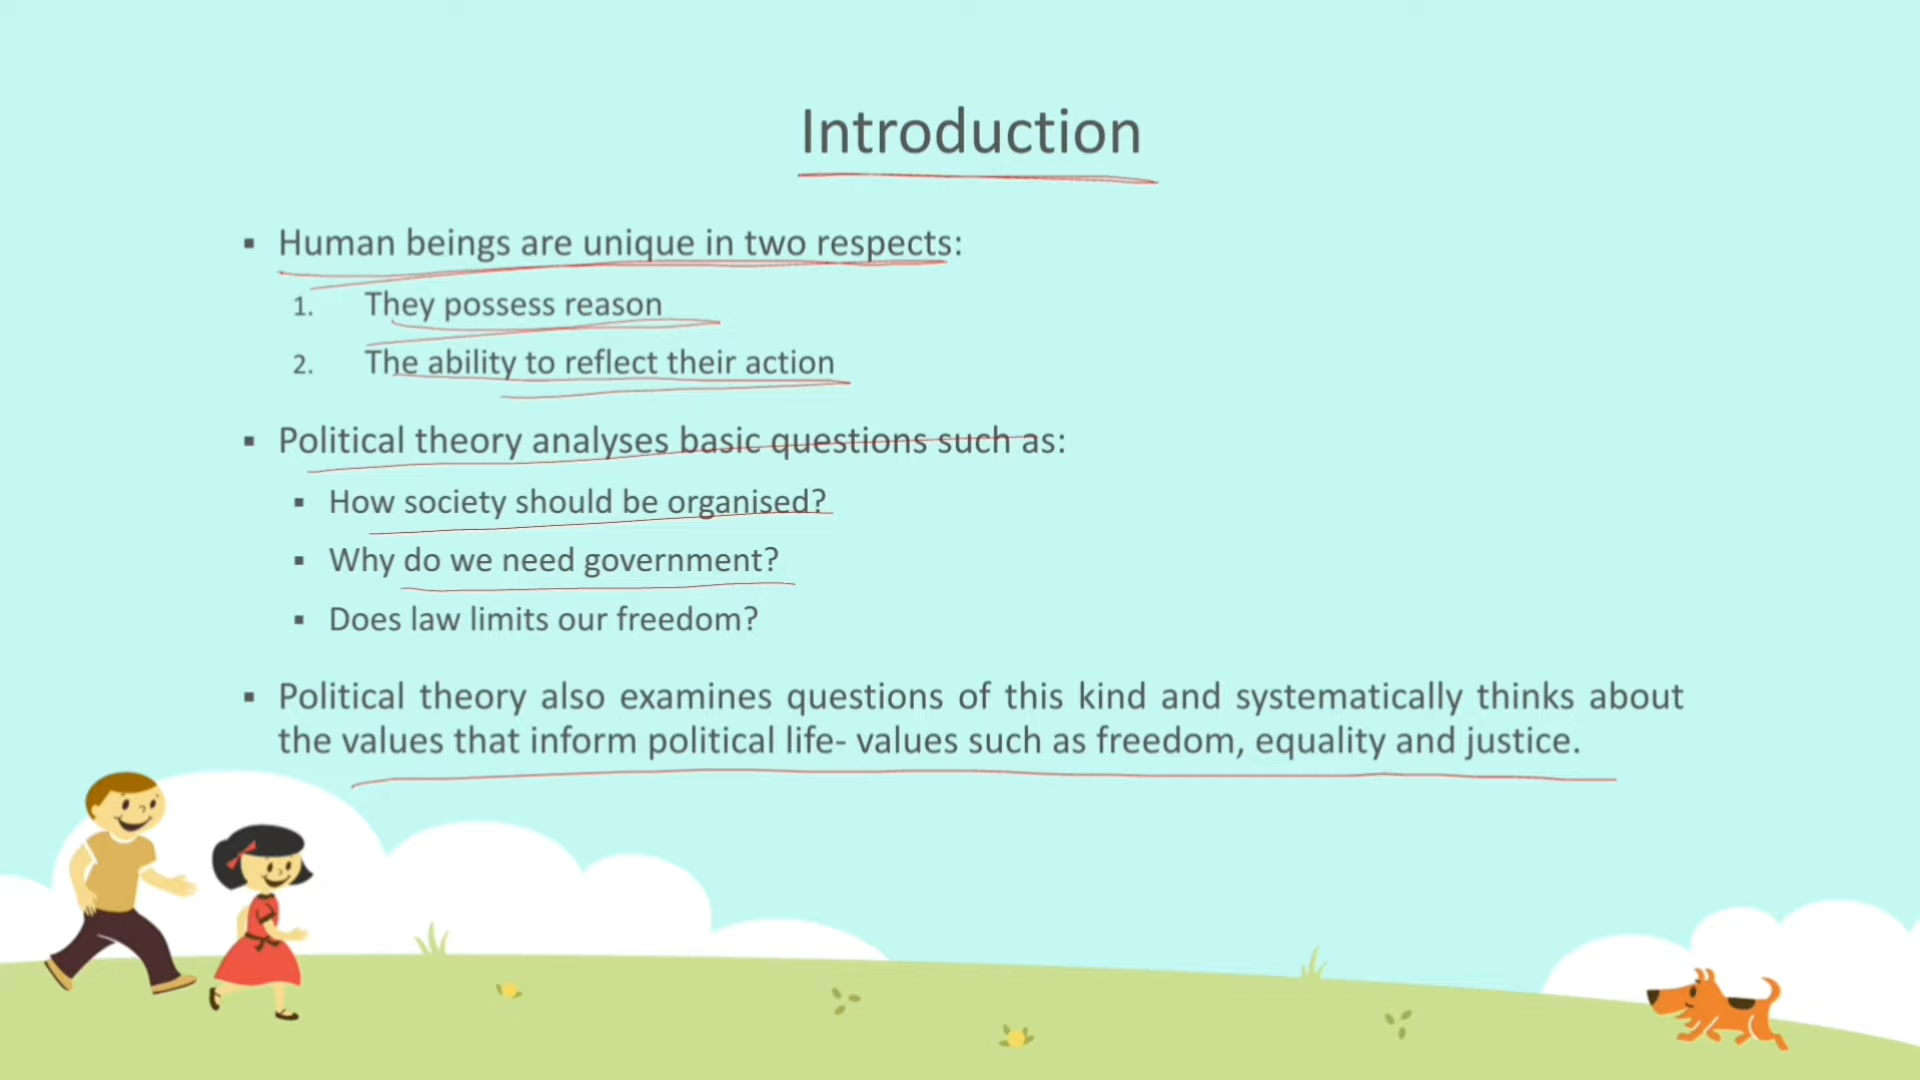 Introduction
▪ Human beings are unique in two respects:
1. They possess reason
2. The ability to reflect their action
▪ Political theory analyses basic questions such as:
▪ How society should be organised?
▪ Why do we need government?
▪ Does law limits our freedom?
▪ Political theory also examines questions of this kind and systematically thinks about
the values that inform political life- values such as freedom, equality and justice.